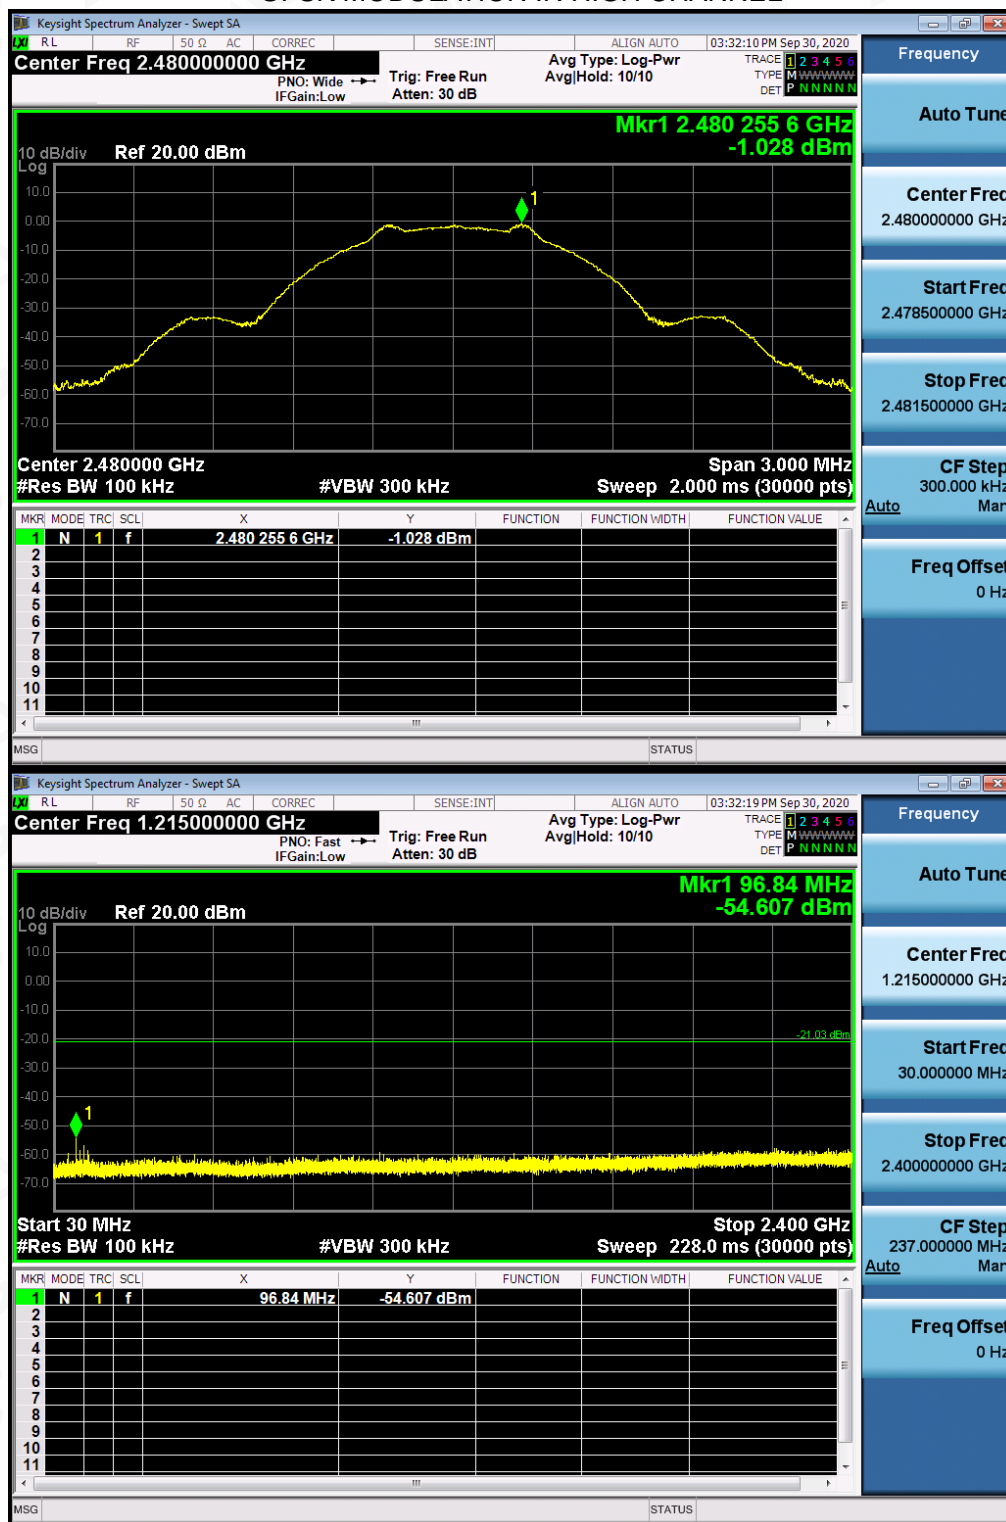 Keysight Spectrum Analyzer - Swept SA
LXI RL RF 50 Ω AC CORREC SENSE:INT ALIGN AUTO 03:32:10 PM Sep 30, 2020
Center Freq 2.480000000 GHz
PNO: Wide
IFGain:Low
Trig: Free Run
Atten: 30 dB
Avg Type: Log-Pwr
Avg|Hold: 10/10
TRACE 1 2 3 4 5 6
TYPE M WWWWW
DET P N N N N N
Mkr1 2.480 255 6 GHz
-1.028 dBm
10 dB/div
Log
Ref 20.00 dBm
10.0
0.00
-10.0
-20.0
-30.0
-40.0
-50.0
-60.0
-70.0
1
Center 2.480000 GHz Span 3.000 MHz
#Res BW 100 kHz #VBW 300 kHz Sweep 2.000 ms (30000 pts)
MKR MODE TRC SCL X Y FUNCTION FUNCTION WIDTH FUNCTION VALUE
1 N 1 f 2.480 255 6 GHz -1.028 dBm
2
3
4
5
6
7
8
9
10
11
MSG STATUS
Frequency
Auto Tune
Center Freq
2.480000000 GHz
Start Freq
2.478500000 GHz
Stop Freq
2.481500000 GHz
CF Step
300.000 kHz
Auto Man
Freq Offset
0 Hz
Keysight Spectrum Analyzer - Swept SA
LXI RL RF 50 Ω AC CORREC SENSE:INT ALIGN AUTO 03:32:19 PM Sep 30, 2020
Center Freq 1.215000000 GHz
PNO: Fast
IFGain:Low
Trig: Free Run
Atten: 30 dB
Avg Type: Log-Pwr
Avg|Hold: 10/10
TRACE 1 2 3 4 5 6
TYPE M WWWWW
DET P N N N N N
Mkr1 96.84 MHz
-54.607 dBm
10 dB/div
Log
Ref 20.00 dBm
10.0
0.00
-10.0
-20.0
-30.0
-40.0
-50.0
-60.0
-70.0
-21.03 dBm
1
Start 30 MHz Stop 2.400 GHz
#Res BW 100 kHz #VBW 300 kHz Sweep 228.0 ms (30000 pts)
MKR MODE TRC SCL X Y FUNCTION FUNCTION WIDTH FUNCTION VALUE
1 N 1 f 96.84 MHz -54.607 dBm
2
3
4
5
6
7
8
9
10
11
MSG STATUS
Frequency
Auto Tune
Center Freq
1.215000000 GHz
Start Freq
30.000000 MHz
Stop Freq
2.400000000 GHz
CF Step
237.000000 MHz
Auto Man
Freq Offset
0 Hz